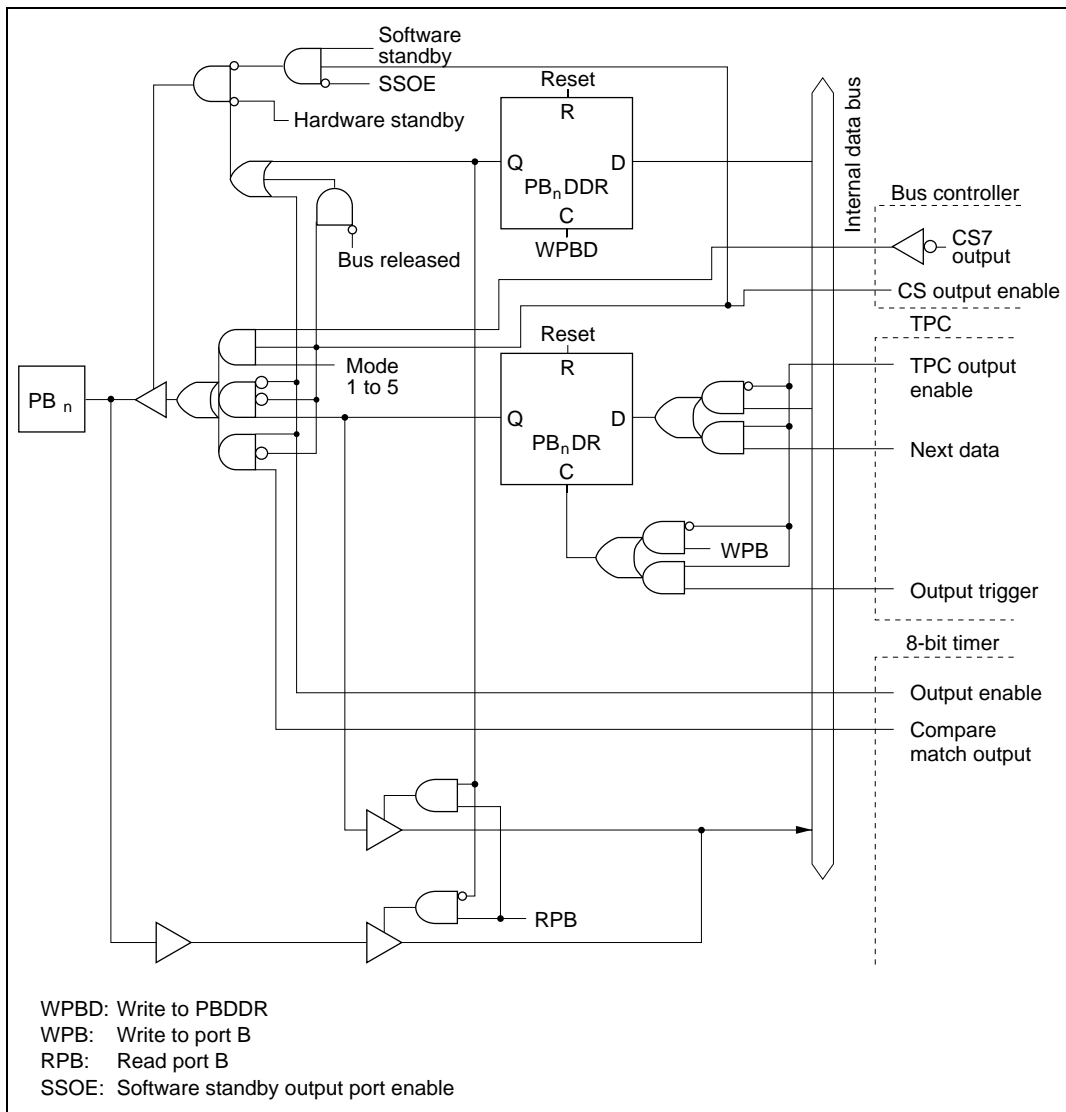 Software
standby
SSOE
Hardware standby
Reset
R
Q
D
PBnDDR
C
WPBD
Internal data bus
Bus controller
CS7
output
CS output enable
Bus released
TPC
Reset
R
Mode
1 to 5
TPC output
enable
PB n
Q
D
PBnDR
C
Next data
WPB
Output trigger
8-bit timer
Output enable
Compare
match output
RPB
WPBD: Write to PBDDR
WPB: Write to port B
RPB: Read port B
SSOE: Software standby output port enable